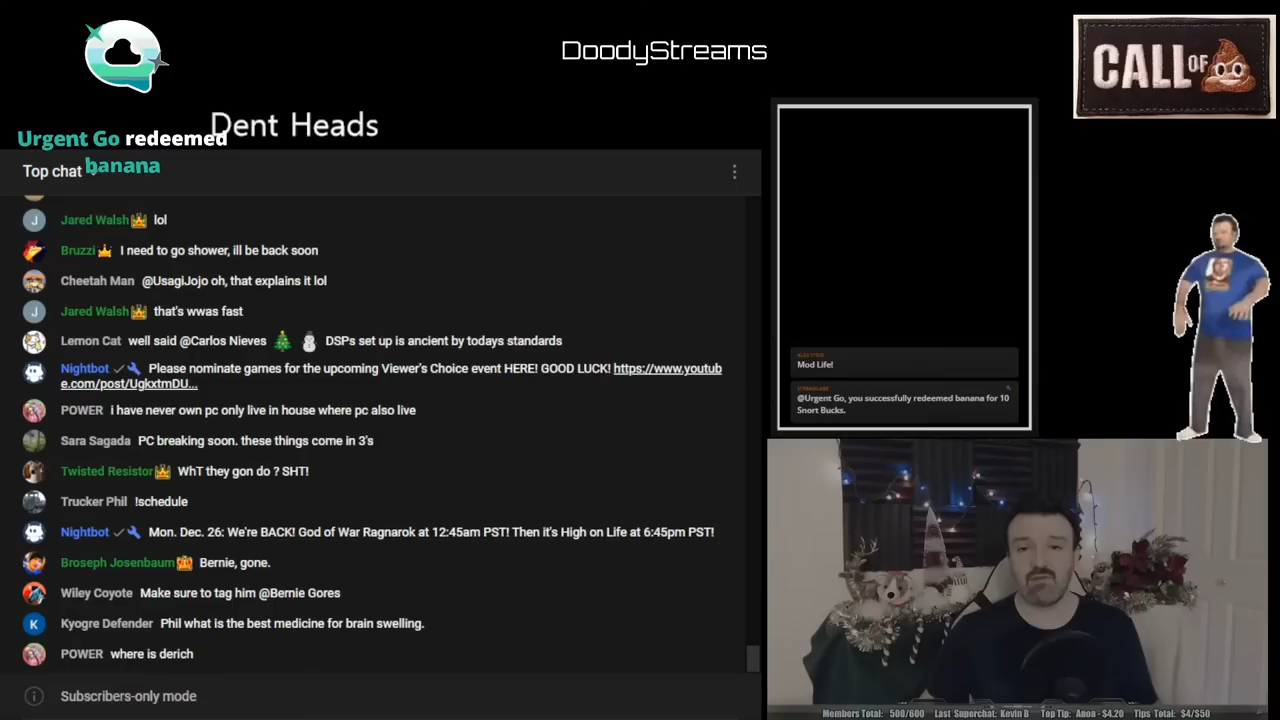 DoodyStreams
CALL OF
Dent Heads
Urgent Go redeemed
banana
Top chat
Jared Walsh lol
Bruzzi I need to go shower, ill be back soon
Cheetah Man @UsagiJojo oh, that explains it lol
Jared Walsh that's wwas fast
Lemon Cat well said @Carlos Nieves DSPs set up is ancient by todays standards
Nightbot Please nominate games for the upcoming Viewer's Choice event HERE! GOOD LUCK! https://www.youtub
e.com/post/UgkxtmDU...
POWER i have never own pc only live in house where pc also live
Sara Sagada PC breaking soon. these things come in 3's
Twisted Resistor WhT they gon do ? SHT!
Trucker Phil !schedule
Nightbot Mon. Dec. 26: We're BACK! God of War Ragnarok at 12:45am PST! Then it's High on Life at 6:45pm PST!
Broseph Josenbaum Bernie, gone.
Wiley Coyote Make sure to tag him @Bernie Gores
K Kyogre Defender Phil what is the best medicine for brain swelling.
POWER where is derich
Subscribers-only mode
Mod Life!
@Urgent Go, you successfully redeemed banana for 10
Snort Bucks.
Members Total: 500/600 Last Superchat: Kevin B Top Tip: Anon - $4.20 Tips Total: $4/$50